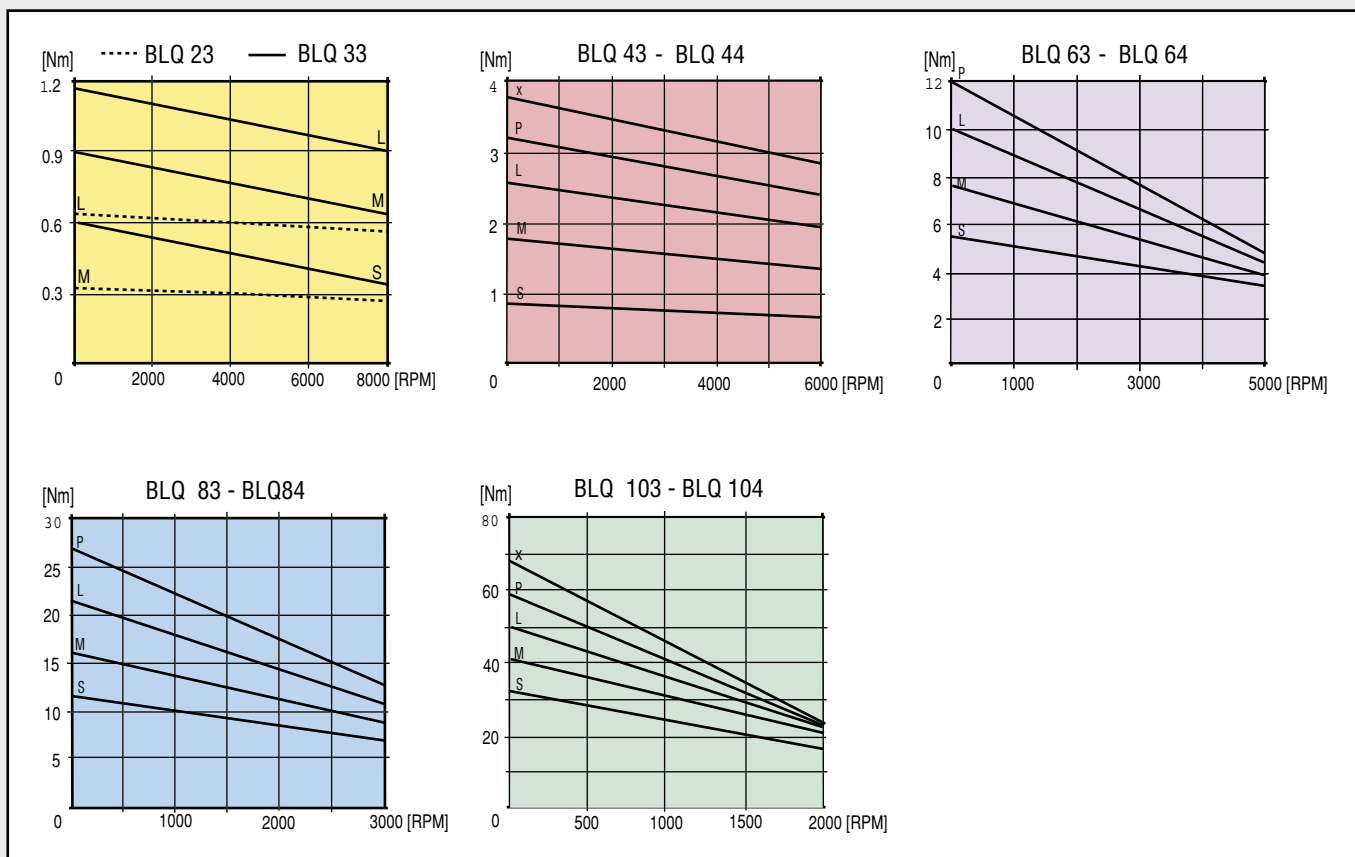 BLQ 23 BLQ 33
[Nm]
1.2
0.9
0.6
0.3
0 2000 4000 6000 8000 [RPM]
L
M
L
S
M
BLQ 43 - BLQ 44
[Nm]
4
3
2
1
0 2000 4000 6000 [RPM]
x
P
L
M
S
BLQ 63 - BLQ 64
[Nm]
12
10
8
6
4
2
0 1000 3000 5000 [RPM]
P
L
M
S
BLQ 83 - BLQ84
[Nm]
30
25
20
15
10
5
0 1000 2000 3000 [RPM]
P
L
M
S
BLQ 103 - BLQ 104
[Nm]
80
60
40
20
0 500 1000 1500 2000 [RPM]
x
P
L
M
S